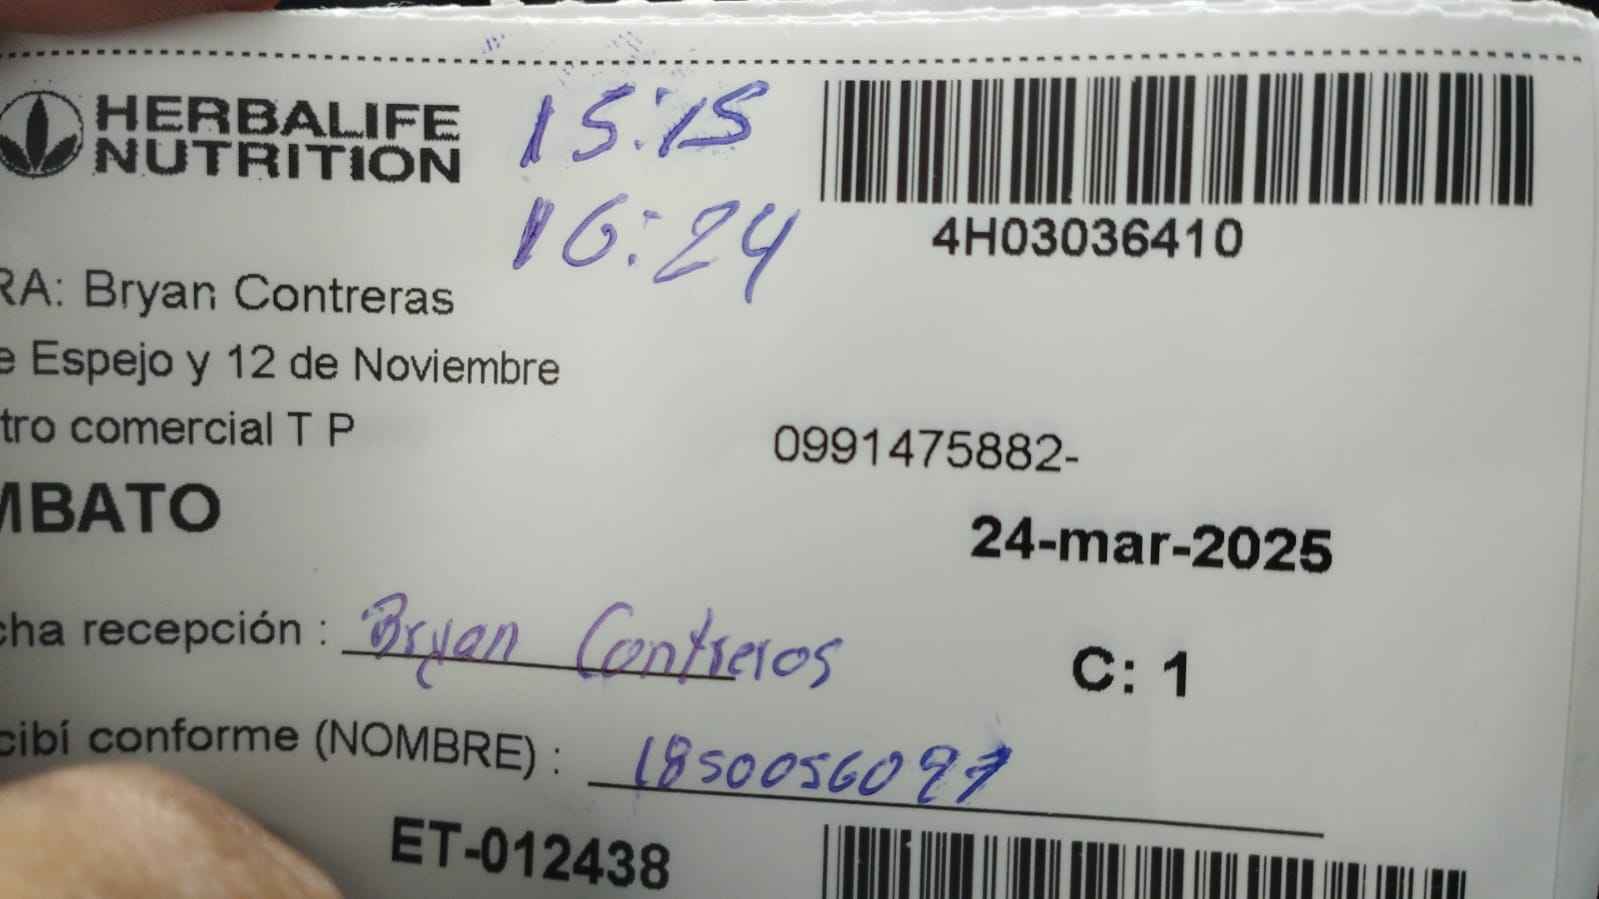 HERBALIFE
NUTRITION
15:15
16:24
4H03036410
RA: Bryan Contreras
e Espejo y 12 de Noviembre
tro comercial T P
0991475882-
MBATO
24-mar-2025
cha recepción : Bryan Contreras
C: 1
cibí conforme (NOMBRE) : 1850056097
ET-012438